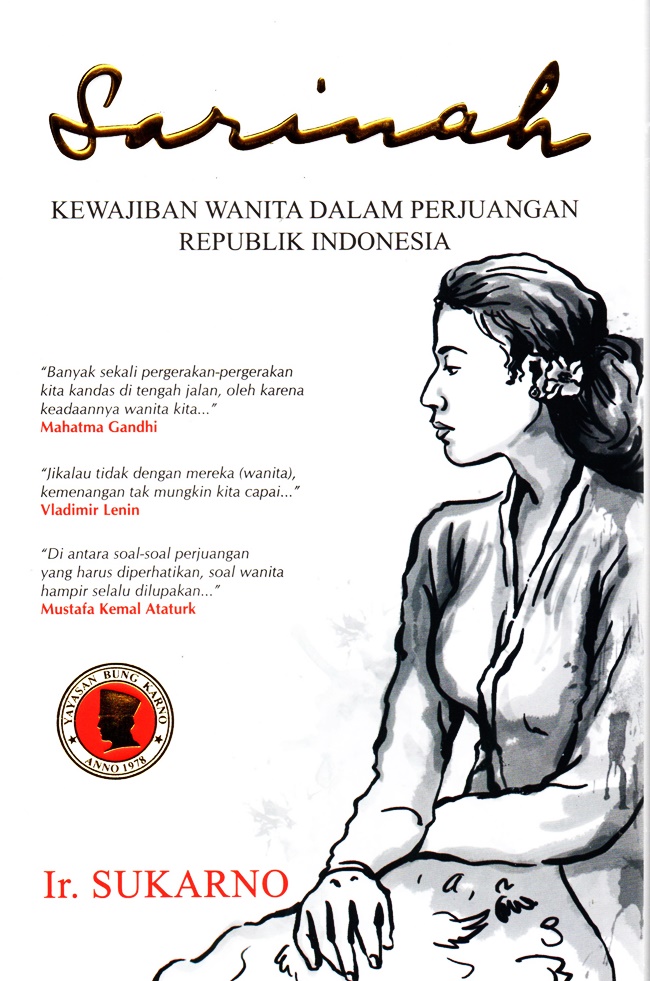 Sarinah
KEWAJIBAN WANITA DALAM PERJUANGAN
REPUBLIK INDONESIA
“Banyak sekali pergerakan-pergerakan
kita kandas di tengah jalan, oleh karena
keadaannya wanita kita...”
Mahatma Gandhi
“Jikalau tidak dengan mereka (wanita),
kemenangan tak mungkin kita capai...”
Vladimir Lenin
“Di antara soal-soal perjuangan
yang harus diperhatikan, soal wanita
hampir selalu dilupakan...”
Mustafa Kemal Ataturk
YAYASAN BUNG KARNO
ANNO 1978
Ir. SUKARNO